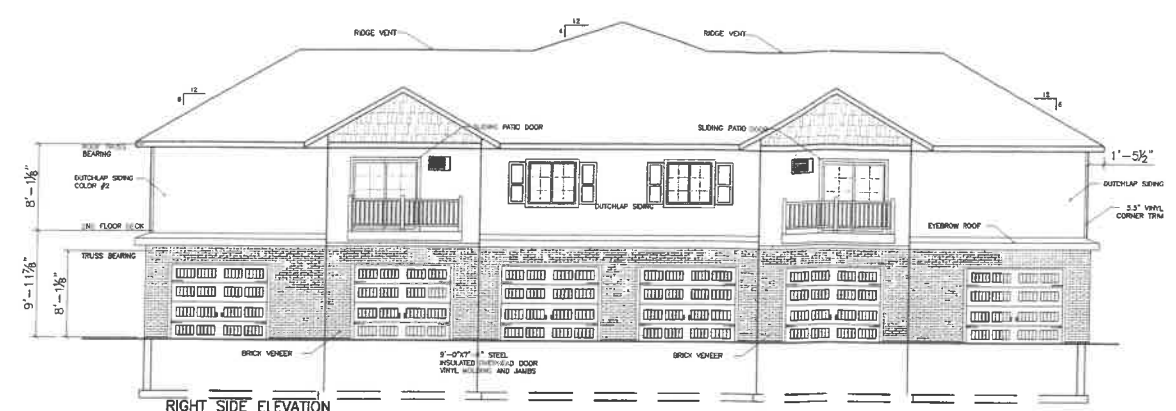 12
4
RIDGE VENT
RIDGE VENT
12
8
12
6
SLIDING PATIO DOOR
SLIDING PATIO DOOR
ROOF TRUSS
BEARING
1'-5½"
8'-1⅛"
DUTCHLAP SIDING
COLOR #2
DUTCHLAP SIDING
DUTCHLAP SIDING
5.5" VINYL
CORNER TRIM
2ND FLOOR DECK
EYEBROW ROOF
TRUSS BEARING
9'-1⅞"
8'-1⅛"
BRICK VENEER
9'-0"X7'- " STEEL
INSULATED OVERHEAD DOOR
VINYL MOLDING AND JAMBS
BRICK VENEER
RIGHT SIDE ELEVATION